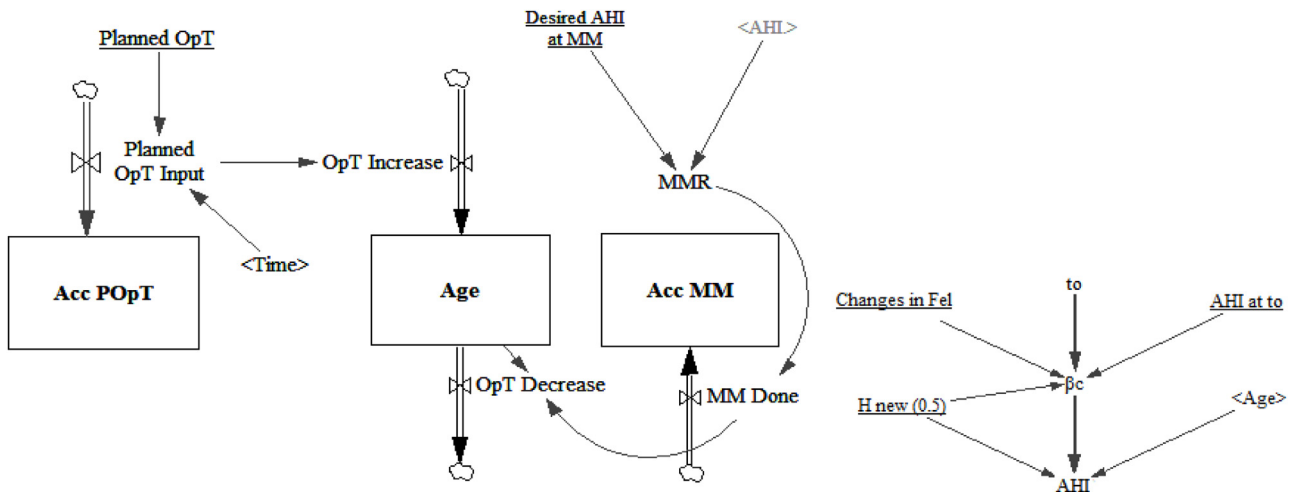 Planned OpT
Desired AHI
at MM
<AHI>
Planned
OpT Input
OpT Increase
MMR
<Time>
Acc POpT
Age
Acc MM
to
Changes in Fel
AHI at to
OpT Decrease
MM Done
βc
H new (0.5)
<Age>
AHI